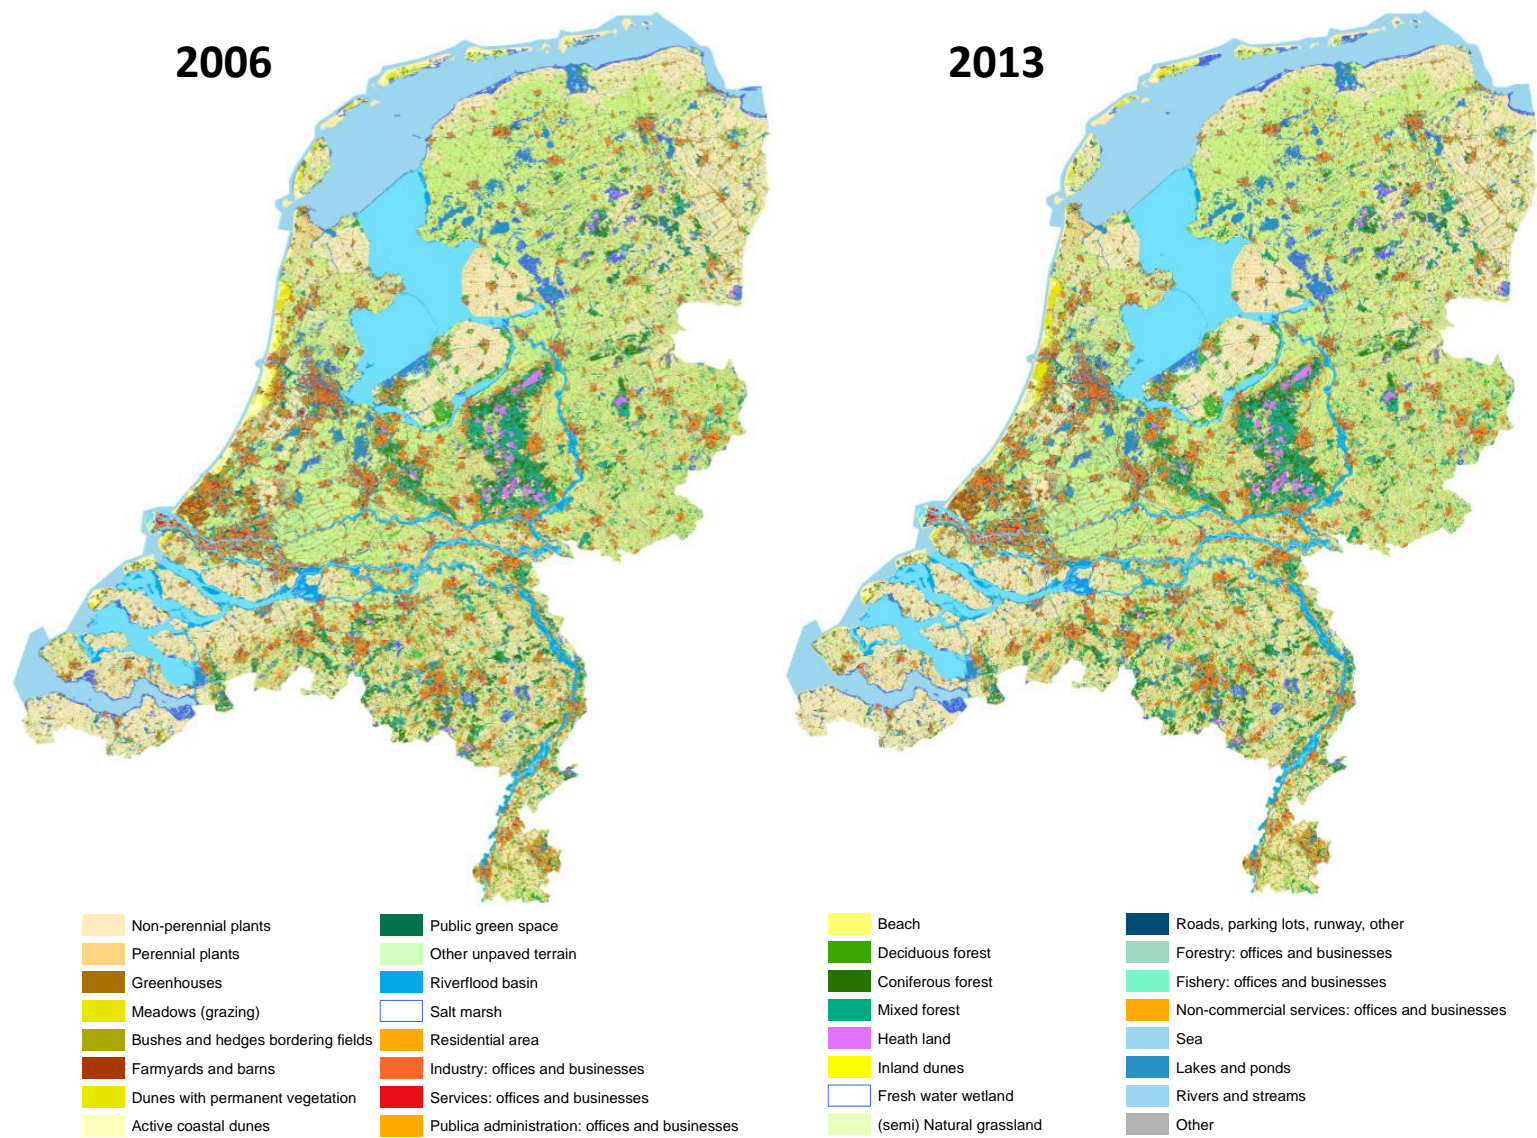 2006
2013
Non-perennial plants
Perennial plants
Greenhouses
Meadows (grazing)
Bushes and hedges bordering fields
Farmyards and barns
Dunes with permanent vegetation
Active coastal dunes
Public green space
Other unpaved terrain
Riverflood basin
Salt marsh
Residential area
Industry: offices and businesses
Services: offices and businesses
Publica administration: offices and businesses
Beach
Deciduous forest
Coniferous forest
Mixed forest
Heath land
Inland dunes
Fresh water wetland
(semi) Natural grassland
Roads, parking lots, runway, other
Forestry: offices and businesses
Fishery: offices and businesses
Non-commercial services: offices and businesses
Sea
Lakes and ponds
Rivers and streams
Other